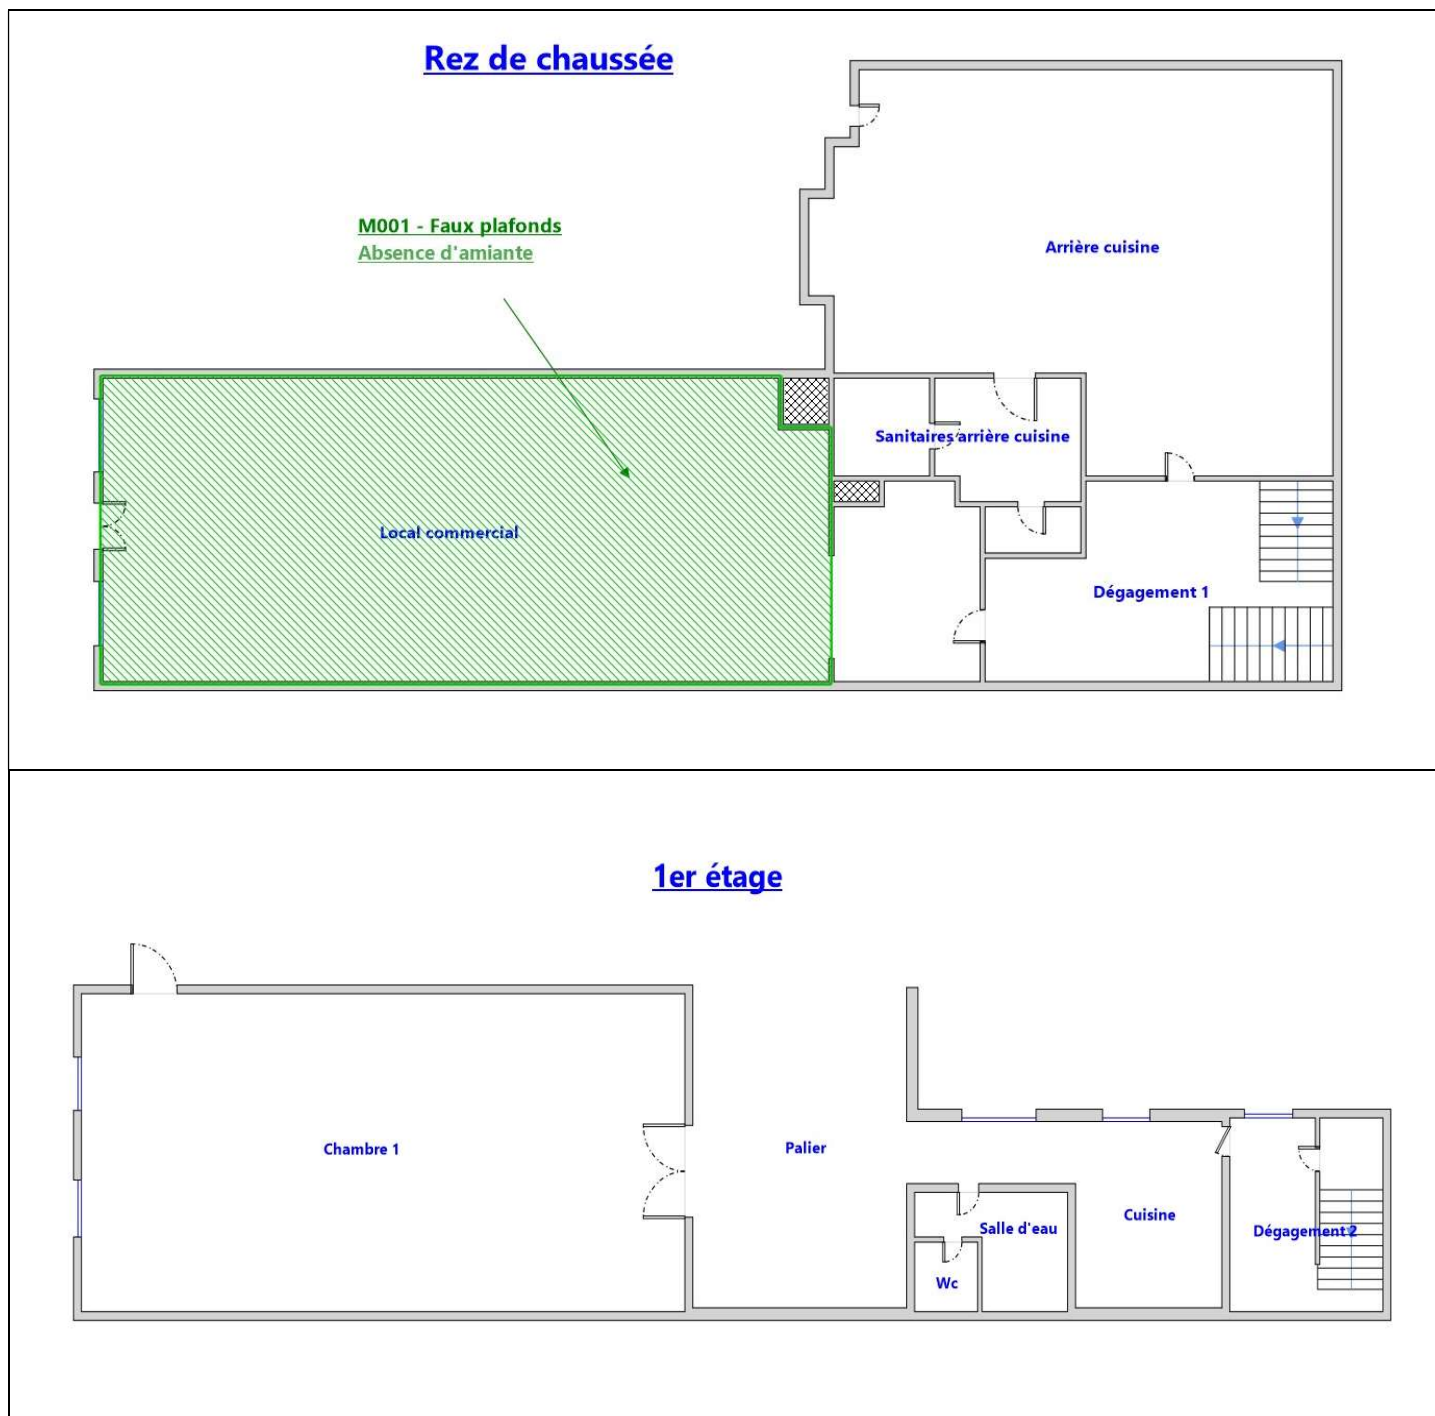 Rez de chaussée
M001 - Faux plafonds
Absence d'amiante
Arrière cuisine
Sanitaires arrière cuisine
Local commercial
Dégagement 1
1er étage
Chambre 1
Palier
Cuisine
Salle d'eau
Dégagement 2
Wc